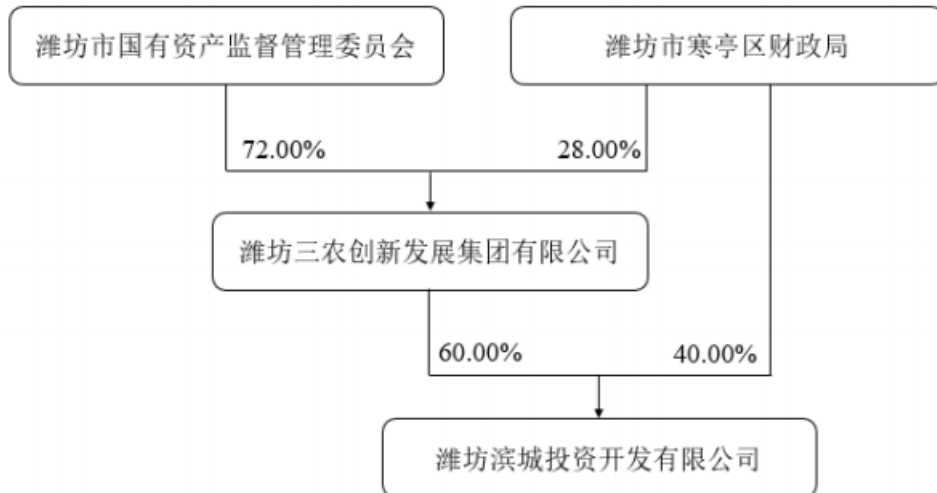 潍坊市国有资产监督管理委员会
潍坊市寒亭区财政局
72.00%
28.00%
潍坊三农创新发展集团有限公司
60.00%
40.00%
潍坊滨城投资开发有限公司